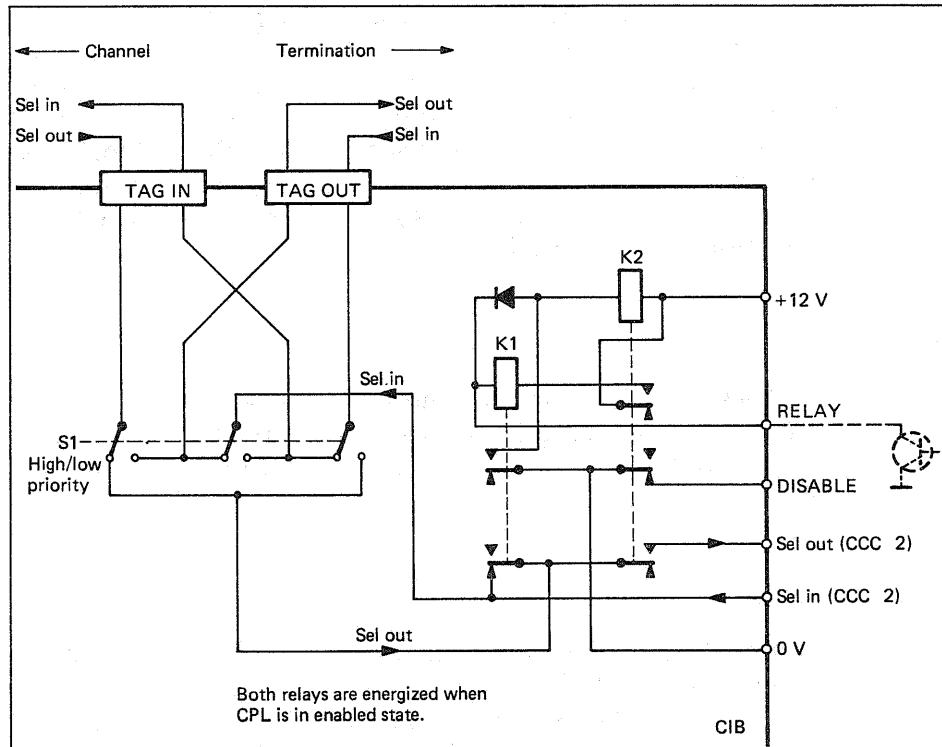 Channel
Termination
Sel in
Sel out
Sel out
Sel in
TAG IN
TAG OUT
K2
+12 V
K1
Sel.in
RELAY
S1
High/low
priority
DISABLE
Sel out (CCC 2)
Sel in (CCC 2)
Sel out
0 V
Both relays are energized when
CPL is in enabled state.
CIB